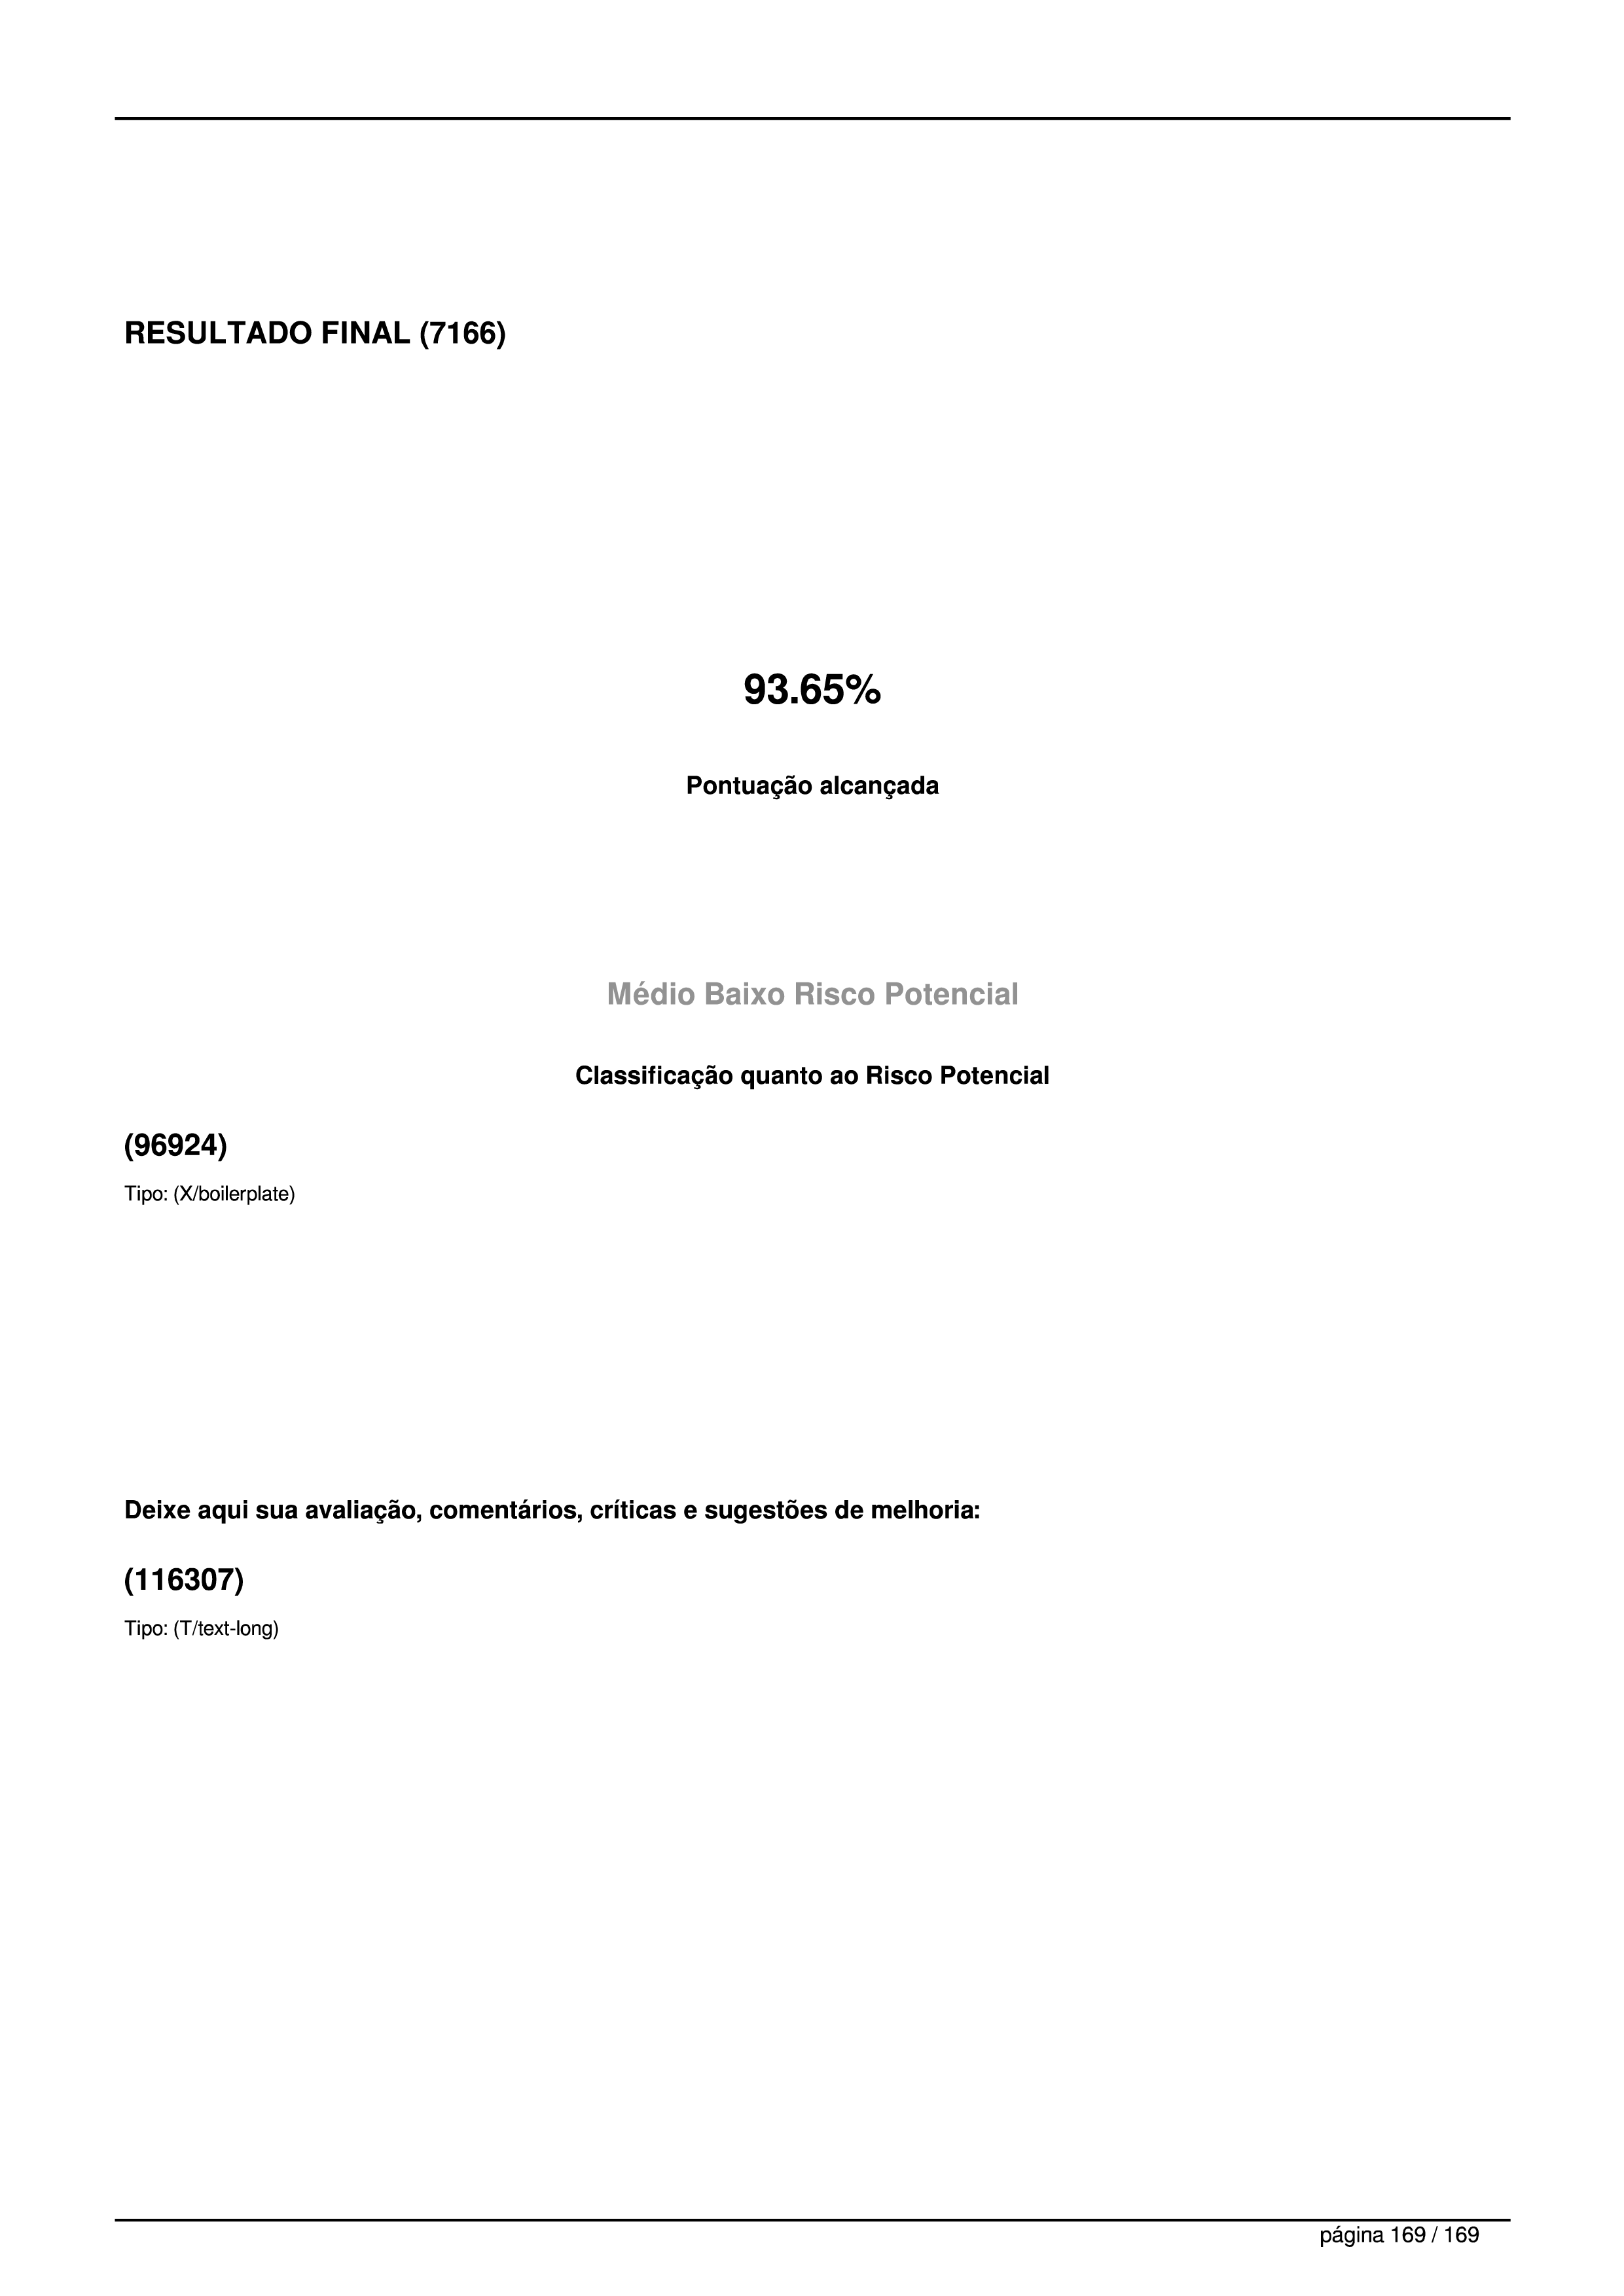 RESULTADO FINAL (7166)
93.65%
Pontuação alcançada
Médio Baixo Risco Potencial
Classificação quanto ao Risco Potencial
(96924)
Tipo: (X/boilerplate)
Deixe aqui sua avaliação, comentários, críticas e sugestões de melhoria:
(116307)
Tipo: (T/text-long)
página 169 / 169